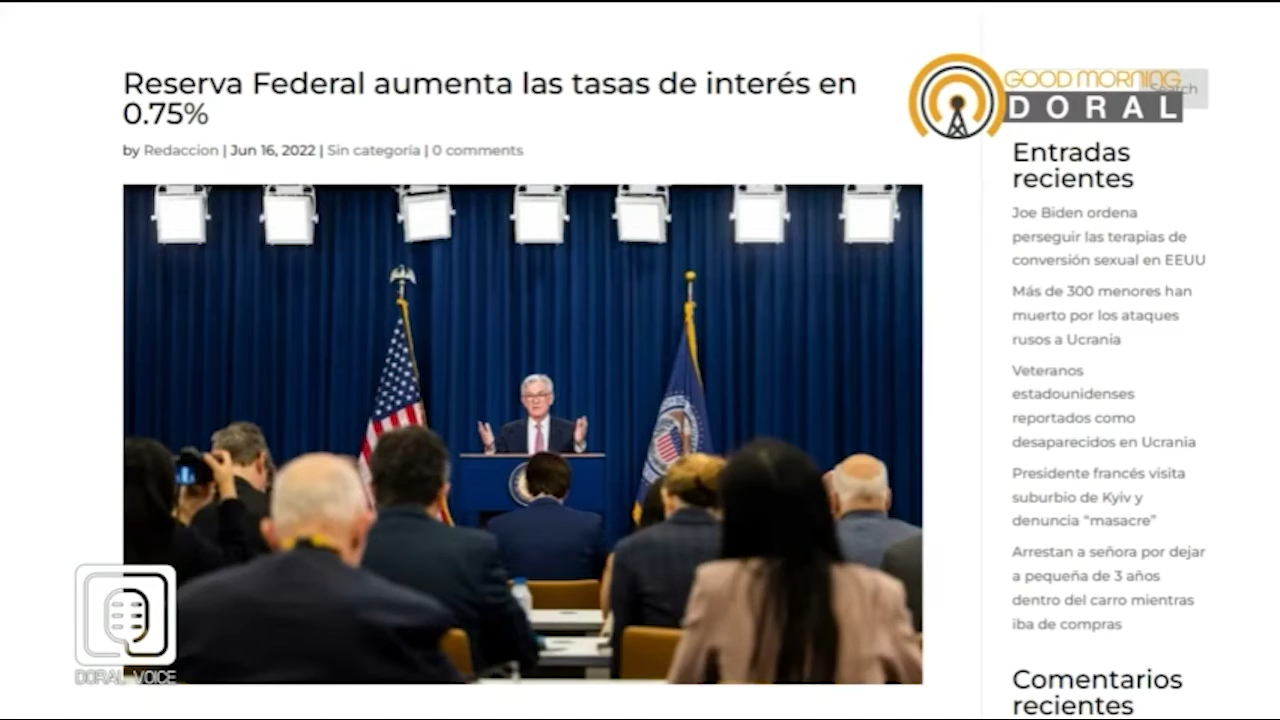 Reserva Federal aumenta las tasas de interés en
0.75%
by Redaccion | Jun 16, 2022 | Sin categoría | 0 comments
GOOD MORNING
DORAL
Search
Entradas
recientes
Joe Biden ordena
perseguir las terapias de
conversión sexual en EEUU
Más de 300 menores han
muerto por los ataques
rusos a Ucrania
Veteranos
estadounidenses
reportados como
desaparecidos en Ucrania
Presidente francés visita
suburbio de Kyiv y
denuncia “masacre”
Arrestan a señora por dejar
a pequeña de 3 años
dentro del carro mientras
iba de compras
Comentarios
recientes
DORAL VOICE